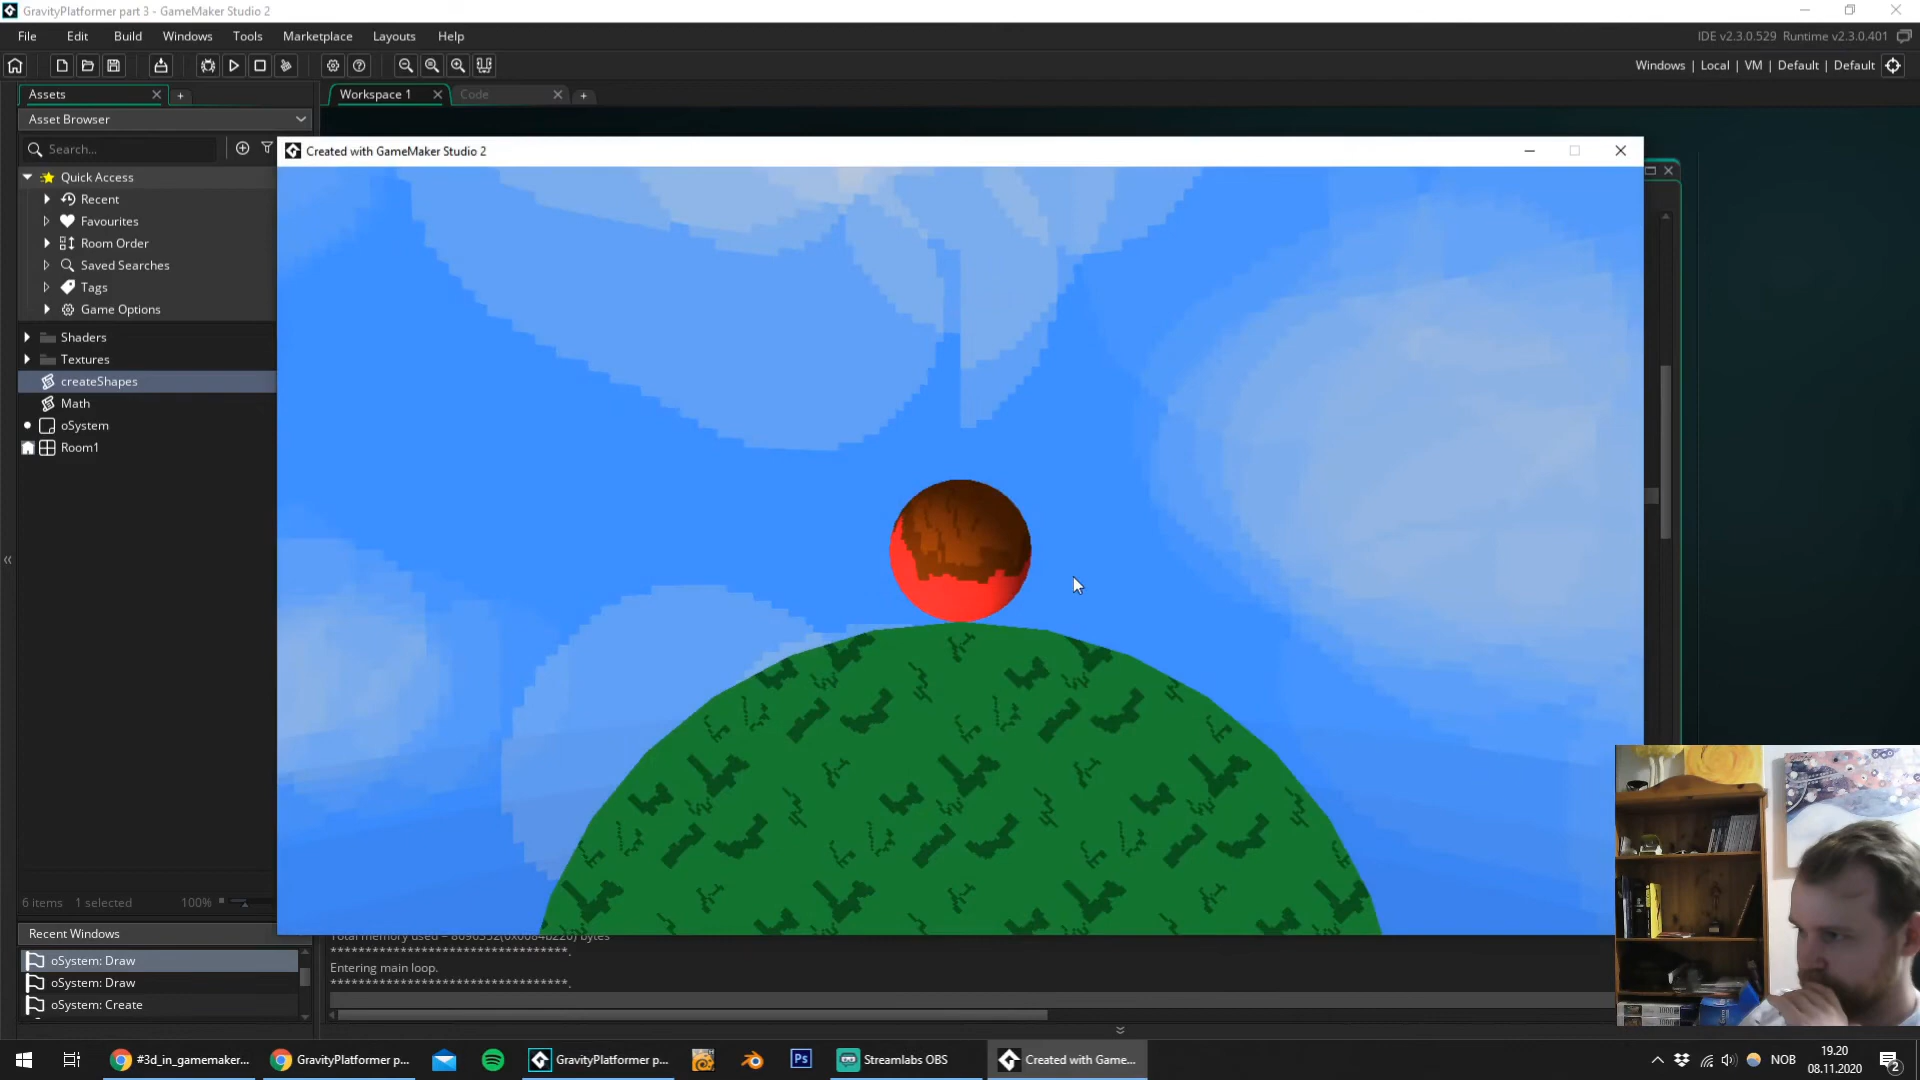 GravityPlatformer part 3 - GameMaker Studio 2
File Edit Build Windows Tools Marketplace Layouts Help
IDE v2.3.0.529 Runtime v2.3.0.401
Windows | Local | VM | Default | Default
Assets
Workspace 1
Code
Asset Browser
Search...
Created with GameMaker Studio 2
Quick Access
Recent
Favourites
Room Order
Saved Searches
Tags
Game Options
Shaders
Textures
createShapes
Math
oSystem
Room1
6 items 1 selected 100%
Recent Windows
oSystem: Draw
oSystem: Draw
oSystem: Create
**********************************.
Entering main loop.
**********************************.
#3d_in_gamemaker...
GravityPlatformer p...
GravityPlatformer p...
Ps
Streamlabs OBS
Created with Game...
NOB
19.20
08.11.2020
2